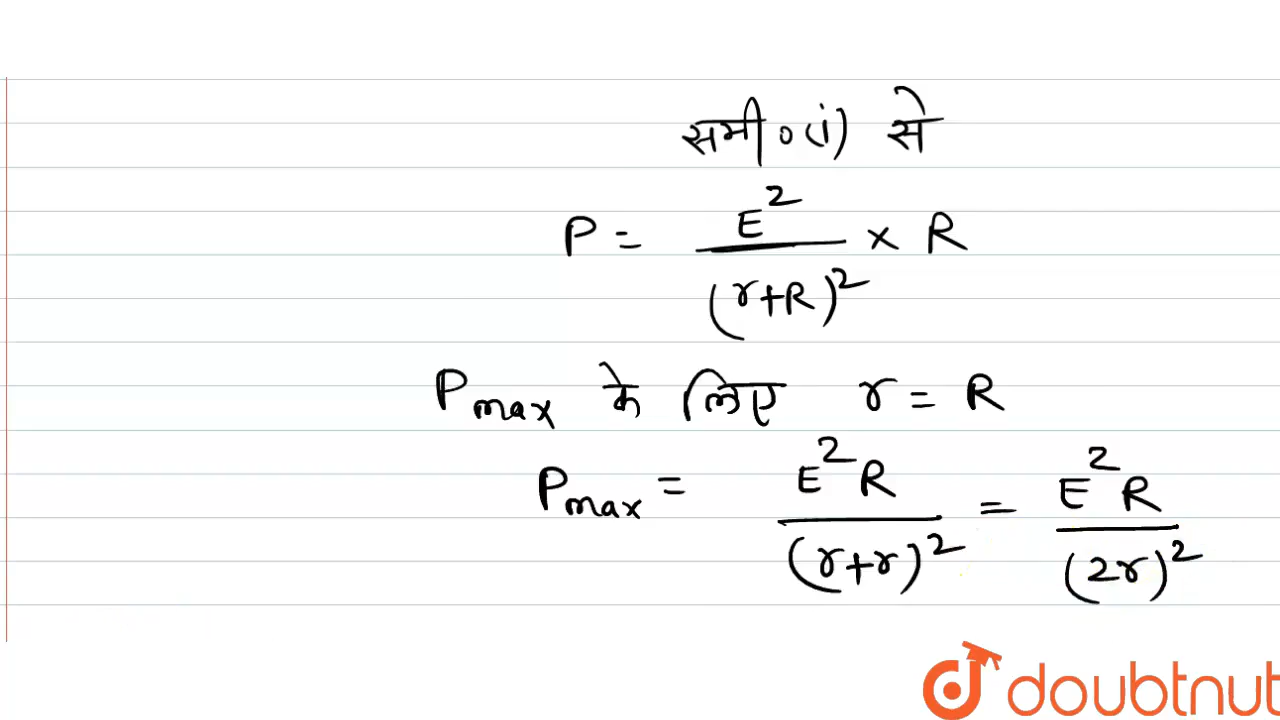 समी०(i) से
P = E² / (r+R)² × R
Pmax के लिए r = R
Pmax = E²R / (r+r)² = E²R / (2r)²
doubtnut